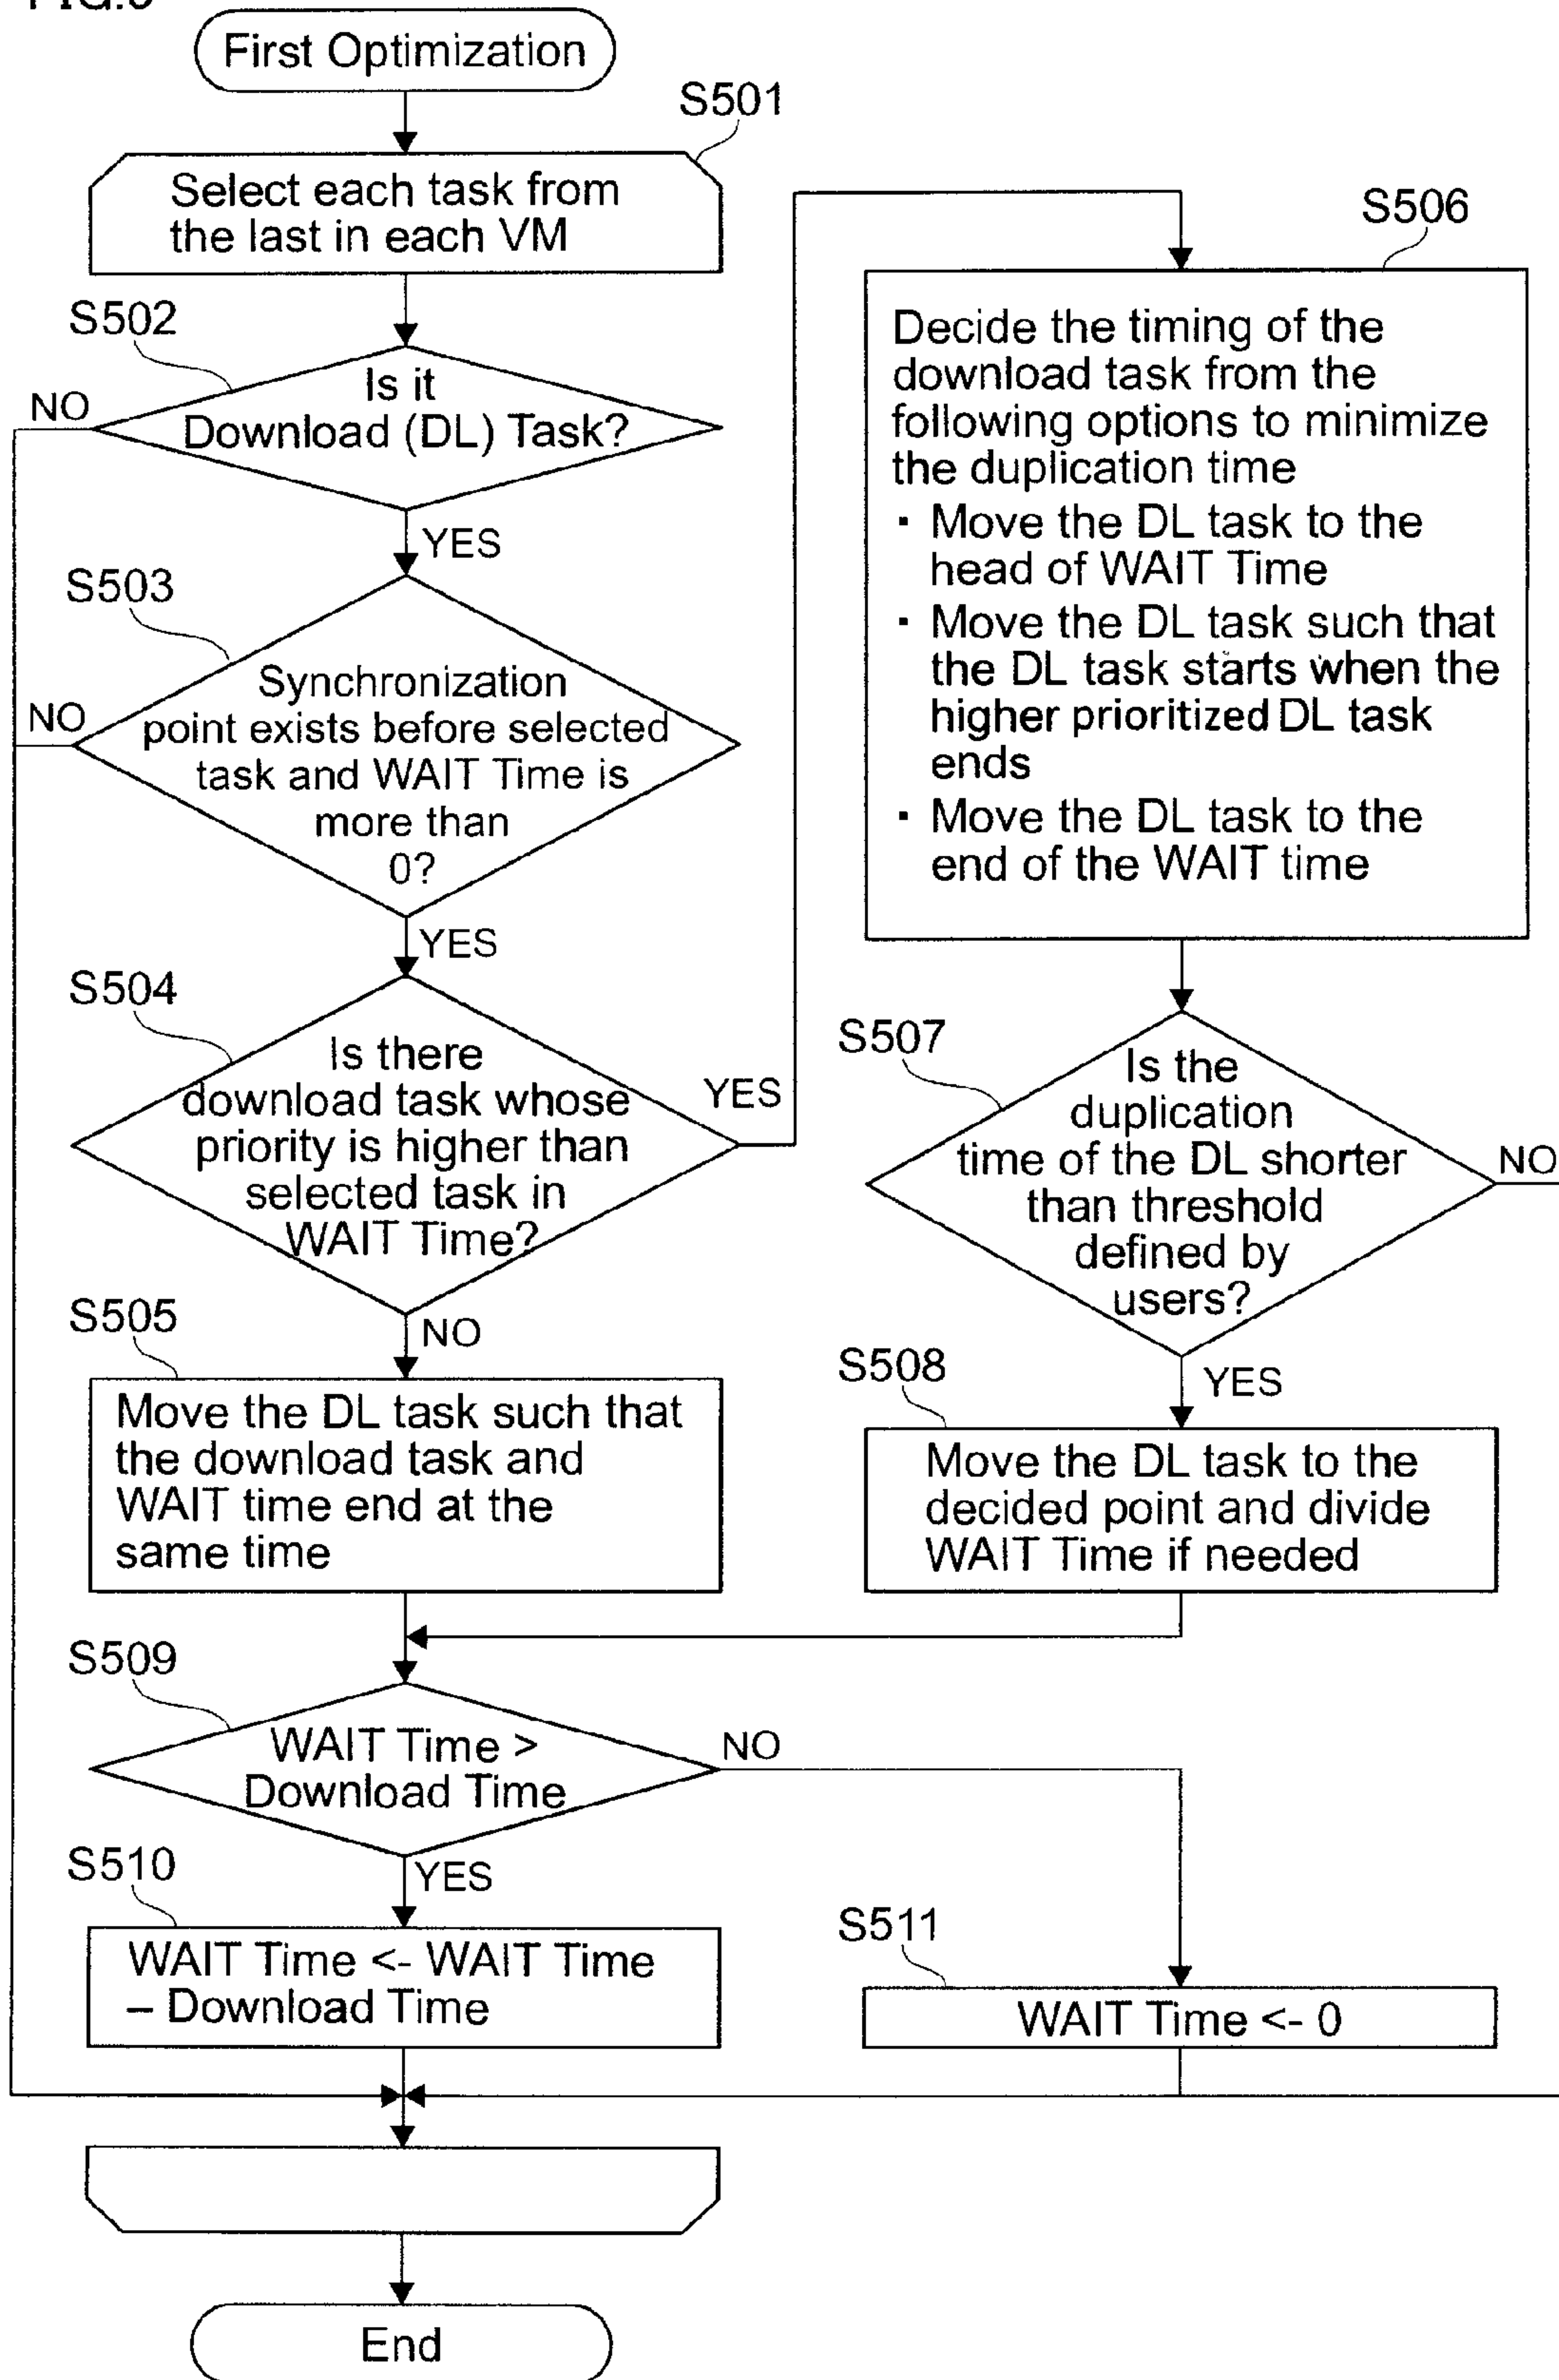 First Optimization
S501
Select each task from
the last in each VM
S502
Is it
Download (DL) Task?
NO
YES
S503
Synchronization
point exists before selected
task and WAIT Time is
more than
0?
NO
YES
S504
Is there
download task whose
priority is higher than
selected task in
WAIT Time?
YES
NO
S505
Move the DL task such that
the download task and
WAIT time end at the
same time
S506
Decide the timing of the
download task from the
following options to minimize
the duplication time
・ Move the DL task to the
head of WAIT Time
・ Move the DL task such that
the DL task starts when the
higher prioritized DL task
ends
・ Move the DL task to the
end of the WAIT time
S507
Is the
duplication
time of the DL shorter
than threshold
defined by
users?
NO
YES
S508
Move the DL task to the
decided point and divide
WAIT Time if needed
S509
WAIT Time >
Download Time
NO
YES
S510
WAIT Time <- WAIT Time
– Download Time
S511
WAIT Time <- 0
End